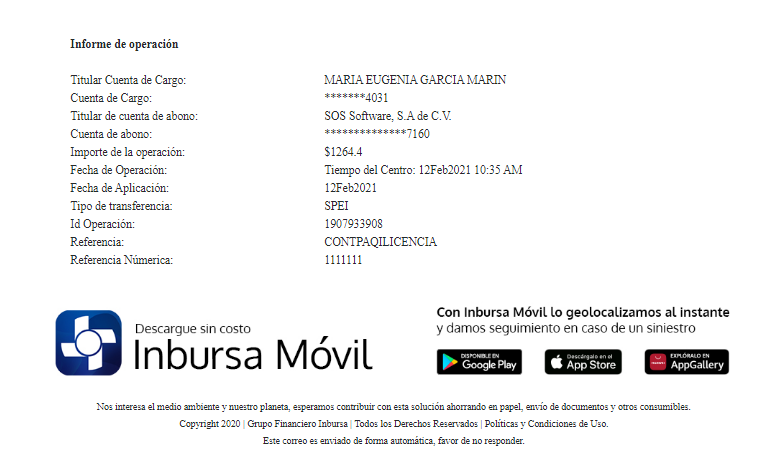 Informe de operación
Titular Cuenta de Cargo: MARIA EUGENIA GARCIA MARIN
Cuenta de Cargo: *******4031
Titular de cuenta de abono: SOS Software, S.A de C.V.
Cuenta de abono: **************7160
Importe de la operación: $1264.4
Fecha de Operación: Tiempo del Centro: 12Feb2021 10:35 AM
Fecha de Aplicación: 12Feb2021
Tipo de transferencia: SPEI
Id Operación: 1907933908
Referencia: CONTPAQILICENCIA
Referencia Númerica: 1111111
Descargue sin costo
Inbursa Móvil
Con Inbursa Móvil lo geolocalizamos al instante
y damos seguimiento en caso de un siniestro
DISPONIBLE EN
Google Play
Descárgalo en el
App Store
EXPLÓRALO EN
AppGallery
Nos interesa el medio ambiente y nuestro planeta, esperamos contribuir con esta solución ahorrando en papel, envío de documentos y otros consumibles.
Copyright 2020 | Grupo Financiero Inbursa | Todos los Derechos Reservados | Políticas y Condiciones de Uso.
Este correo es enviado de forma automática, favor de no responder.